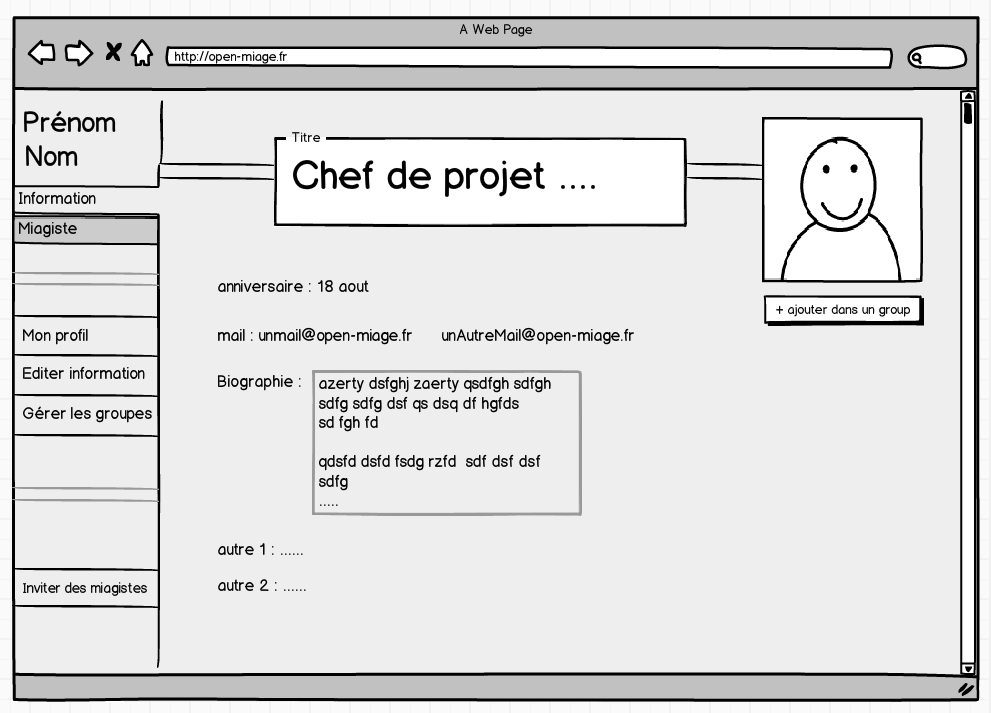 A Web Page
http://open-miage.fr
Prénom
Nom
Information
Miagiste
Mon profil
Editer information
Gérer les groupes
Inviter des miagistes
Titre
Chef de projet ....
+ ajouter dans un group
anniversaire : 18 aout
mail : unmail@open-miage.fr unAutreMail@open-miage.fr
Biographie :
azerty dsfghj zaerty qsdfgh sdfgh
sdfg sdfg dsf qs dsq df hgfds
sd fgh fd
qdsfd dsfd fsdg rzfd sdf dsf dsf
sdfg
.....
autre 1 : ......
autre 2 : ......